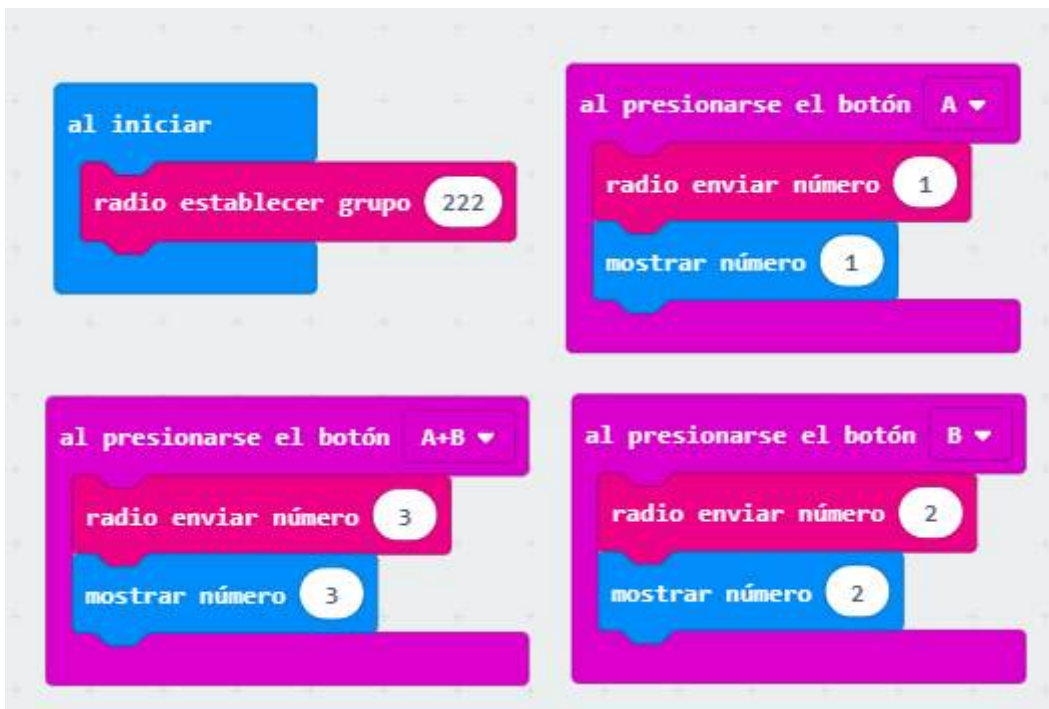 al iniciar
radio establecer grupo 222
al presionarse el botón A
radio enviar número 1
mostrar número 1
al presionarse el botón A+B
radio enviar número 3
mostrar número 3
al presionarse el botón B
radio enviar número 2
mostrar número 2